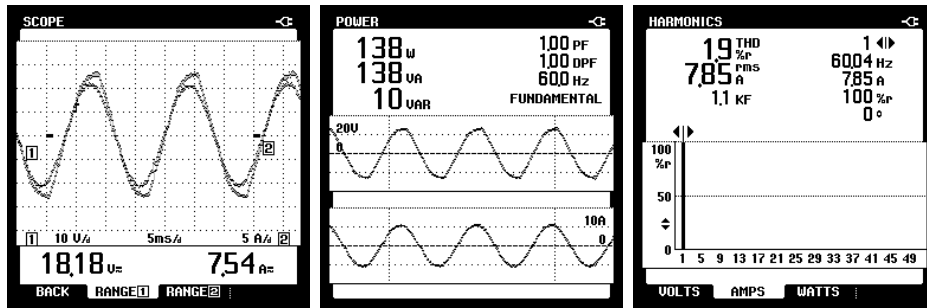 SCOPE
1
2
1 10 V/d 5ms/d 5 A/d 2
18.18 V≂ 7.54 A≂
BACK RANGE1 RANGE2
POWER
138 W 1.00 PF
138 VA 1.00 DPF
60.0 Hz
10 VAR FUNDAMENTAL
20V
0
10A
0
HARMONICS
1.9 THD %r 1
7.85 rms A 60.04 Hz
7.85 A
1.1 KF 100 %r
0 °
100
%r
50
0
1 5 9 13 17 21 25 29 33 37 41 45 49
VOLTS AMPS WATTS